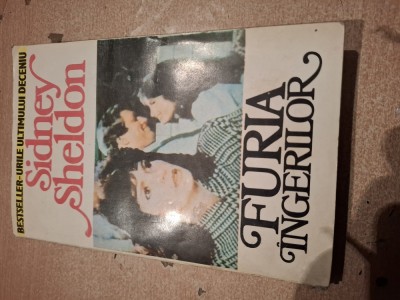 BESTSELLER-URILE ULTIMULUI DECENIU
Sidney
Sheldon
FURIA
ÎNGERILOR